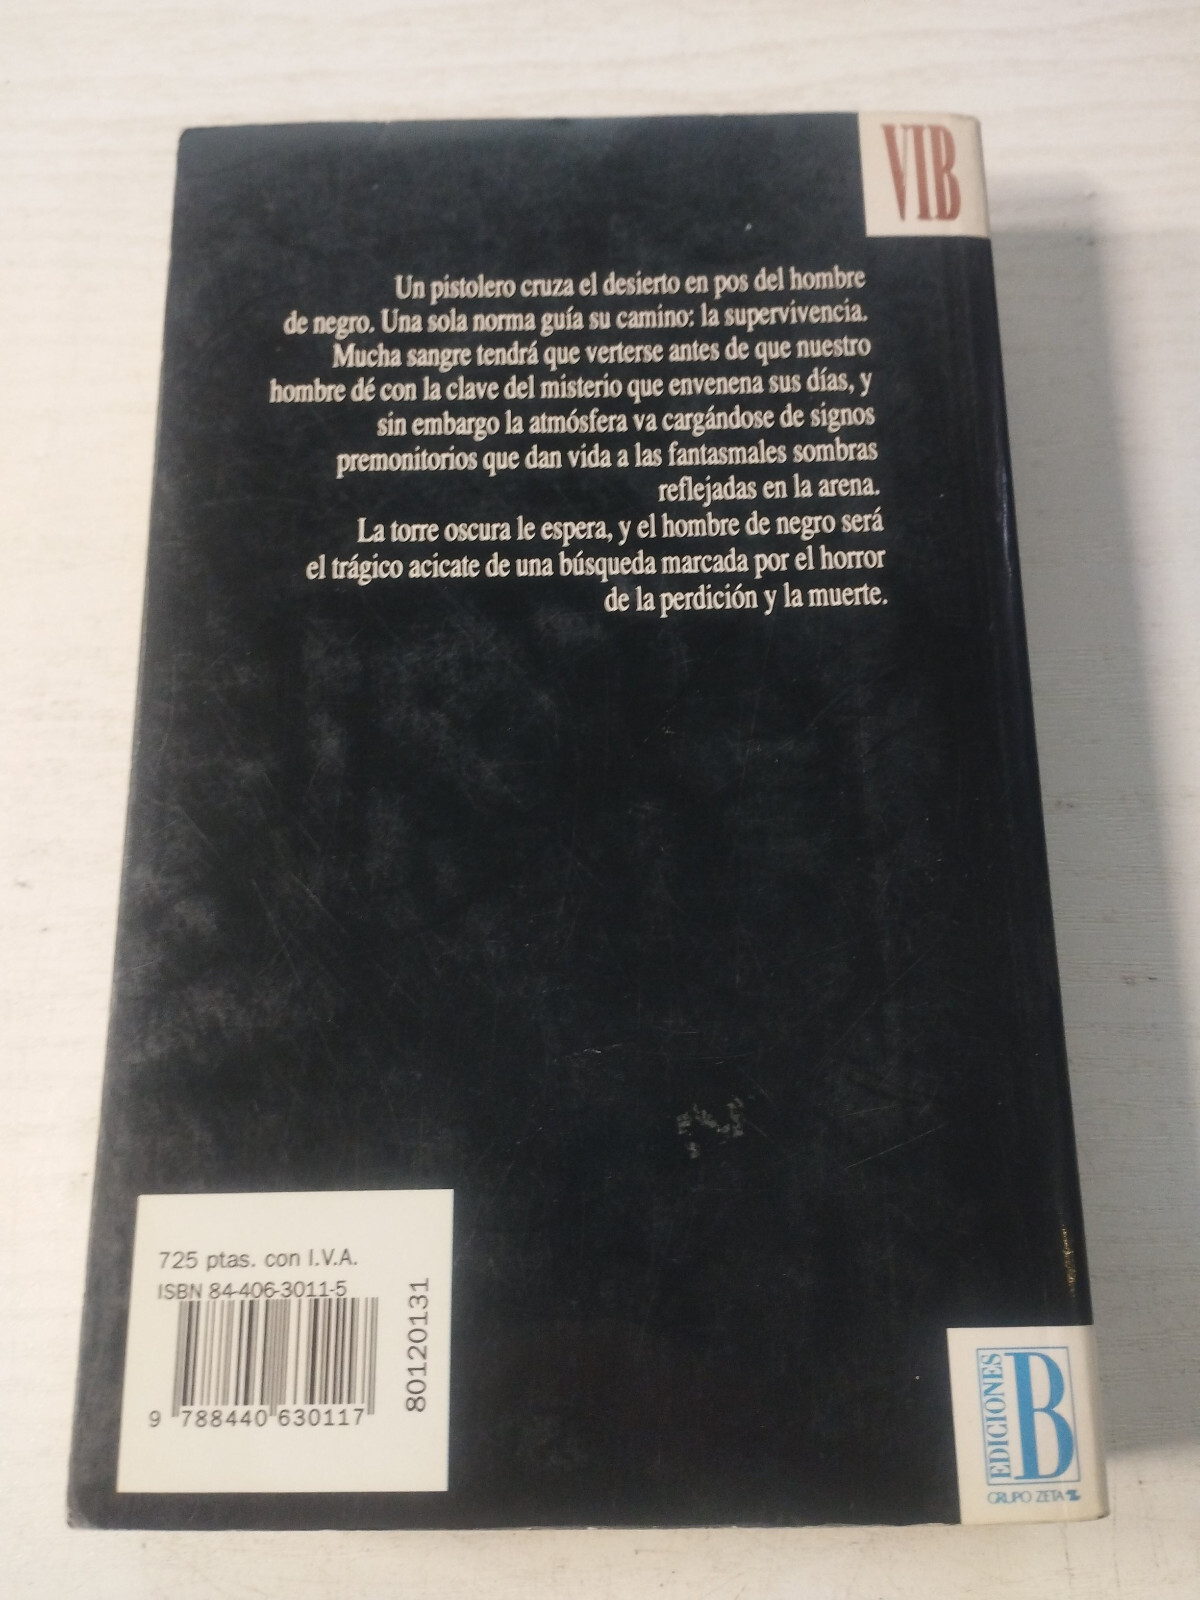 VIB
Un pistolero cruza el desierto en pos del hombre
de negro. Una sola norma guía su camino: la supervivencia.
Mucha sangre tendrá que verterse antes de que nuestro
hombre dé con la clave del misterio que envenena sus días, y
sin embargo la atmósfera va cargándose de signos
premonitorios que dan vida a las fantasmales sombras
reflejadas en la arena.
La torre oscura le espera, y el hombre de negro será
el trágico acicate de una búsqueda marcada por el horror
de la perdición y la muerte.
725 ptas. con I.V.A.
ISBN 84-406-3011-5
9 788440 630117
80120131
EDICIONES
B
GRUPO ZETA